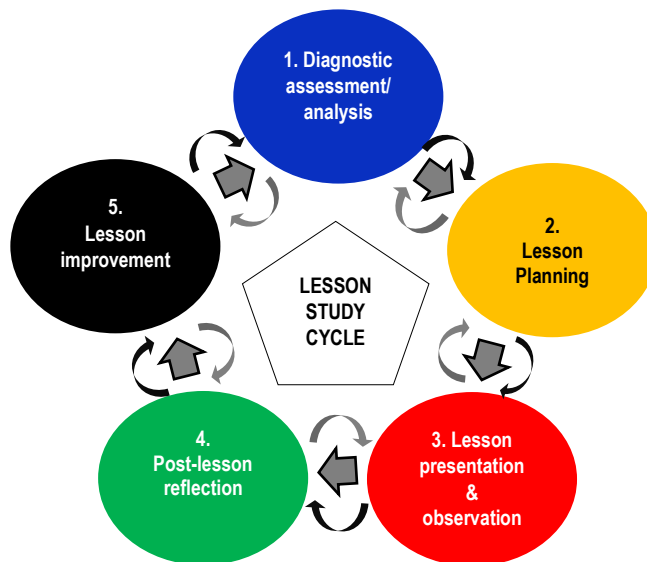 1. Diagnostic
assessment/
analysis
2.
Lesson
Planning
3. Lesson
presentation
&
observation
4.
Post-lesson
reflection
5.
Lesson
improvement
LESSON
STUDY
CYCLE